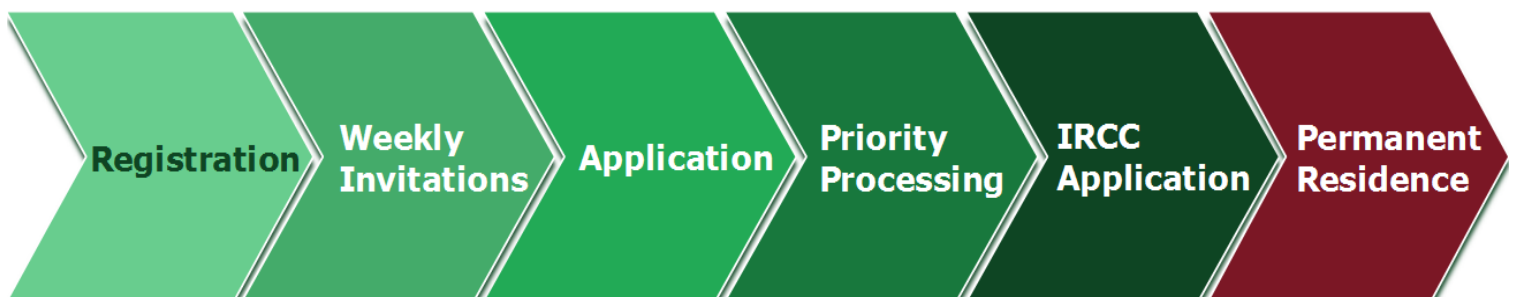 Registration
Weekly
Invitations
Application
Priority
Processing
IRCC
Application
Permanent
Residence